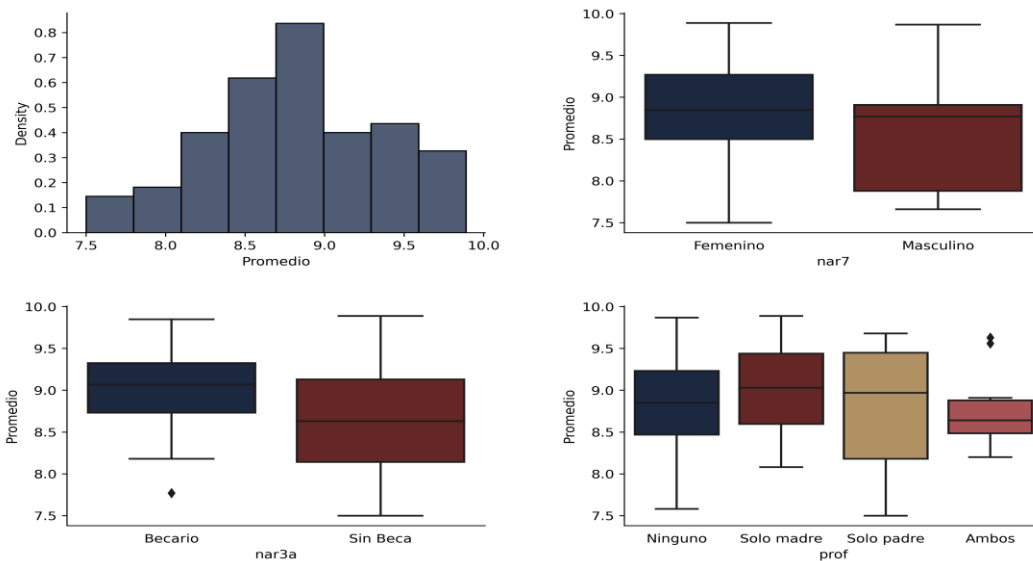 0.8
0.7
0.6
0.5
0.4
0.3
0.2
0.1
0.0
Density
7.5 8.0 8.5 9.0 9.5 10.0
Promedio
10.0
9.5
9.0
8.5
8.0
7.5
Promedio
Femenino Masculino
nar7
10.0
9.5
9.0
8.5
8.0
7.5
Promedio
Becario Sin Beca
nar3a
10.0
9.5
9.0
8.5
8.0
7.5
Promedio
Ninguno Solo madre Solo padre Ambos
prof